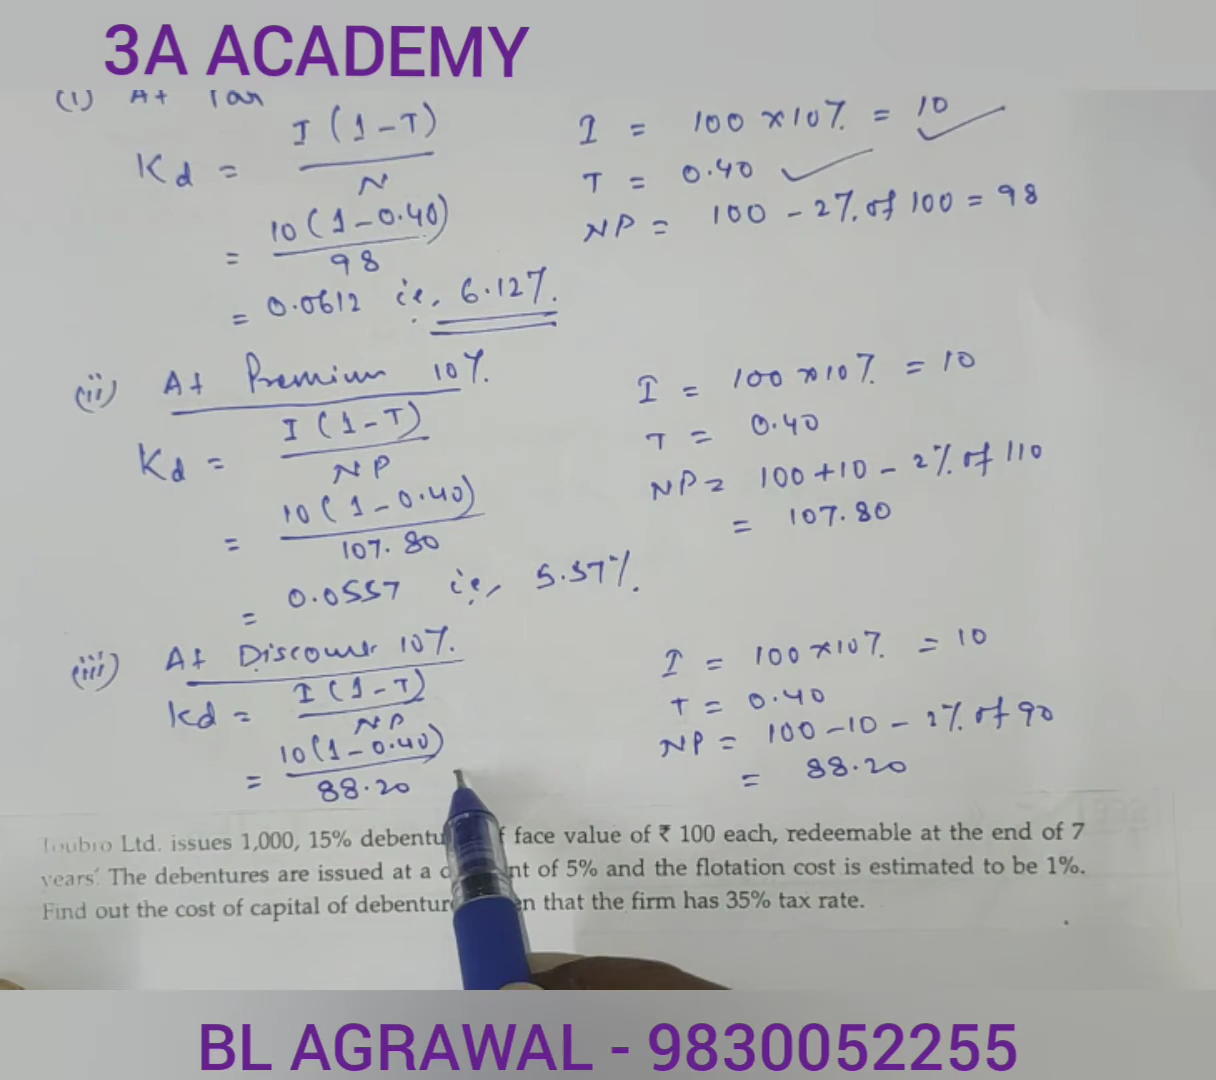 3A ACADEMY
(i) At Par
Kd = I (1-T) / N
I = 100 × 10% = 10
T = 0.40
NP = 100 - 2% of 100 = 98
= 10 (1-0.40) / 98
= 0.0612 i.e, 6.12%.
(ii) At Premium 10%.
Kd = I (1-T) / NP
I = 100 × 10% = 10
T = 0.40
NP = 100 + 10 - 2% of 110
= 107.80
= 10 (1-0.40) / 107.80
= 0.0557 i.e, 5.57%.
(iii) At Discount 10%.
Kd = I (1-T) / NP
I = 100 × 10% = 10
T = 0.40
NP = 100 - 10 - 2% of 90
= 88.20
= 10 (1-0.40) / 88.20
Toubro Ltd. issues 1,000, 15% debentu f face value of ₹ 100 each, redeemable at the end of 7
years'. The debentures are issued at a d nt of 5% and the flotation cost is estimated to be 1%.
Find out the cost of capital of debentur en that the firm has 35% tax rate.
BL AGRAWAL - 9830052255